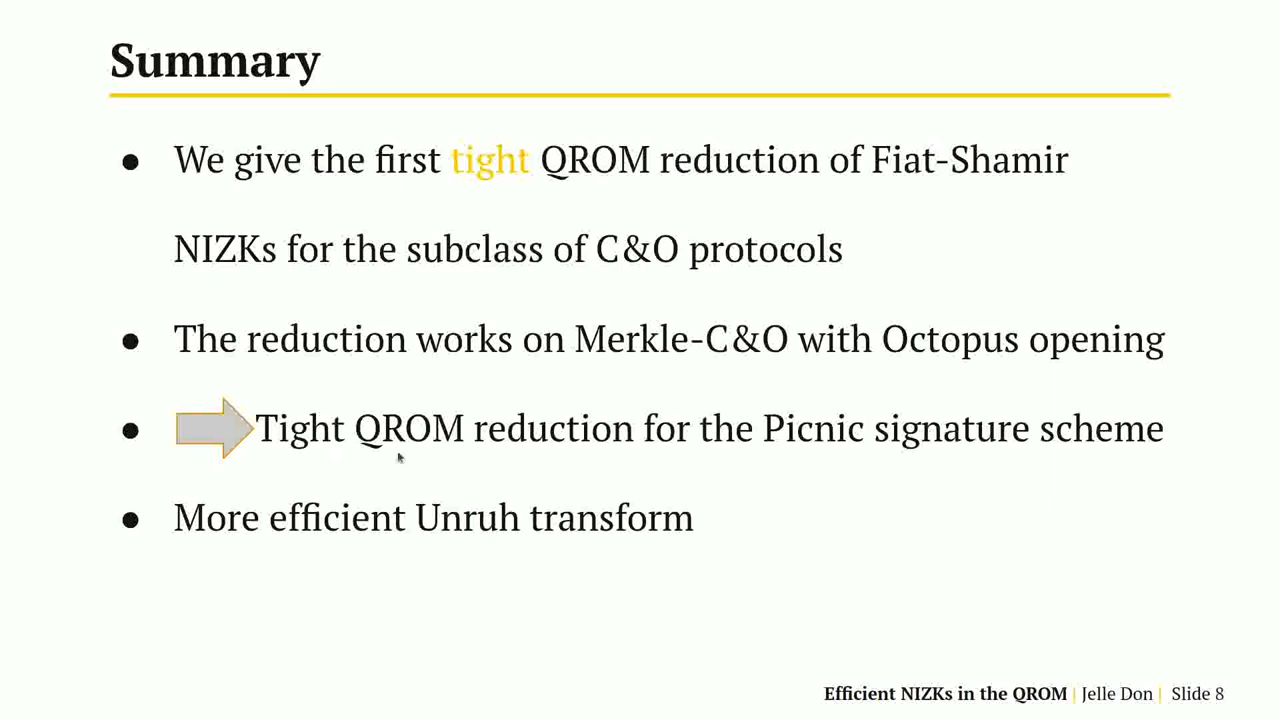 Summary
● We give the first tight QROM reduction of Fiat-Shamir
NIZKs for the subclass of C&O protocols
● The reduction works on Merkle-C&O with Octopus opening
● Tight QROM reduction for the Picnic signature scheme
● More efficient Unruh transform
Efficient NIZKs in the QROM | Jelle Don | Slide 8